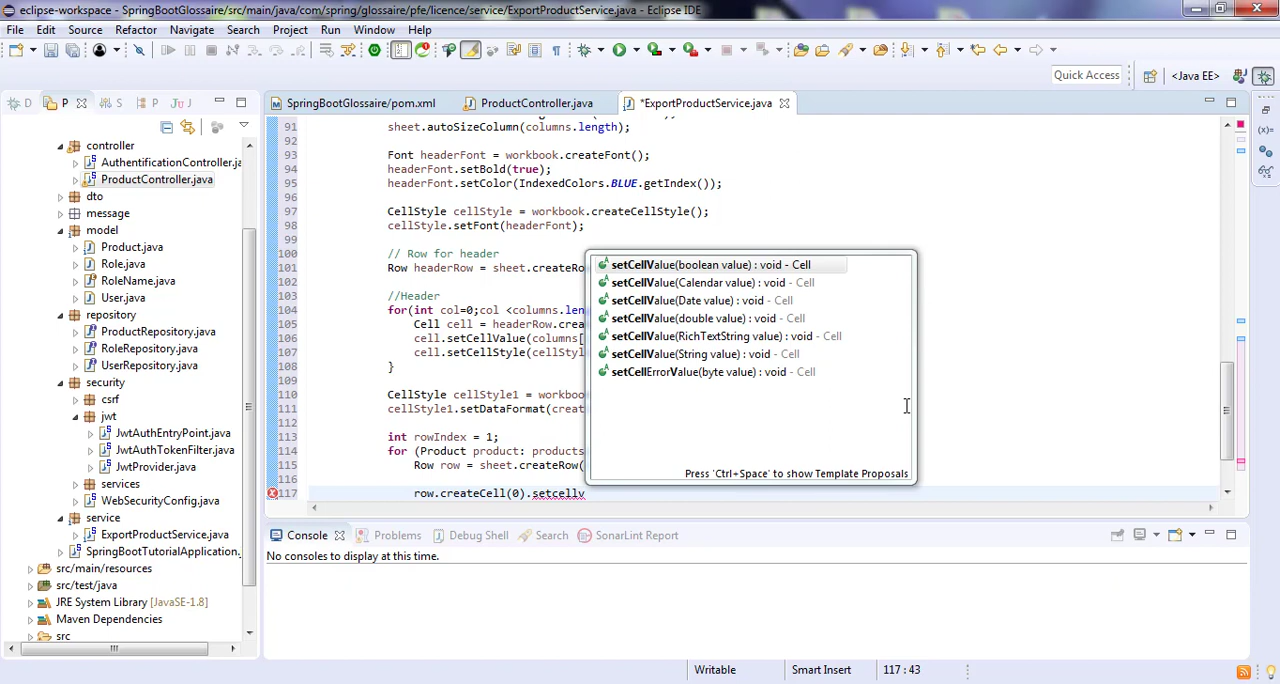 eclipse-workspace - SpringBootGlossaire/src/main/java/com/spring/glossaire/pfe/licence/service/ExportProductService.java - Eclipse IDE
File Edit Source Refactor Navigate Search Project Run Window Help
Quick Access
<Java EE>
D P S P Ju J
SpringBootGlossaire/pom.xml ProductController.java *ExportProductService.java
controller
AuthentificationController.ja
ProductController.java
dto
message
model
Product.java
Role.java
RoleName.java
User.java
repository
ProductRepository.java
RoleRepository.java
UserRepository.java
security
csrf
jwt
JwtAuthEntryPoint.java
JwtAuthTokenFilter.java
JwtProvider.java
services
WebSecurityConfig.java
service
ExportProductService.java
SpringBootTutorialApplication.
src/main/resources
src/test/java
JRE System Library [JavaSE-1.8]
Maven Dependencies
src
91 sheet.autoSizeColumn(columns.length);
92
93 Font headerFont = workbook.createFont();
94 headerFont.setBold(true);
95 headerFont.setColor(IndexedColors.BLUE.getIndex());
96
97 CellStyle cellStyle = workbook.createCellStyle();
98 cellStyle.setFont(headerFont);
99
100 // Row for header
101 Row headerRow = sheet.createRo
102
103 //Header
104 for(int col=0;col <columns.len
105 Cell cell = headerRow.crea
106 cell.setCellValue(columns[
107 cell.setCellStyle(cellStyl
108 }
109
110 CellStyle cellStyle1 = workboo
111 cellStyle1.setDataFormat(creat
112
113 int rowIndex = 1;
114 for (Product product: products
115 Row row = sheet.createRow(
116
117 row.createCell(0).setcellv
setCellValue(boolean value) : void - Cell
setCellValue(Calendar value) : void - Cell
setCellValue(Date value) : void - Cell
setCellValue(double value) : void - Cell
setCellValue(RichTextString value) : void - Cell
setCellValue(String value) : void - Cell
setCellErrorValue(byte value) : void - Cell
Press 'Ctrl+Space' to show Template Proposals
Console Problems Debug Shell Search SonarLint Report
No consoles to display at this time.
Writable Smart Insert 117 : 43